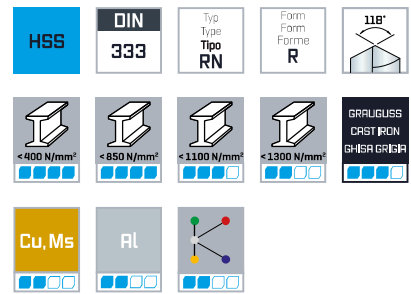 HSS
DIN
333
Typ
Type
Tipo
RN
Form
Form
Forme
R
118°
<400 N/mm²
<850 N/mm²
<1100 N/mm²
<1300 N/mm²
GRAUGUSS
CAST IRON
GHISA GRIGIA
Cu, Ms
Al